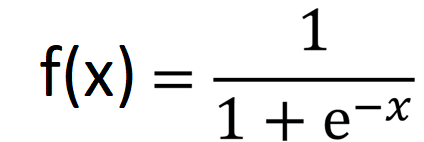 f(x) = 1 / (1 + e^{-x})